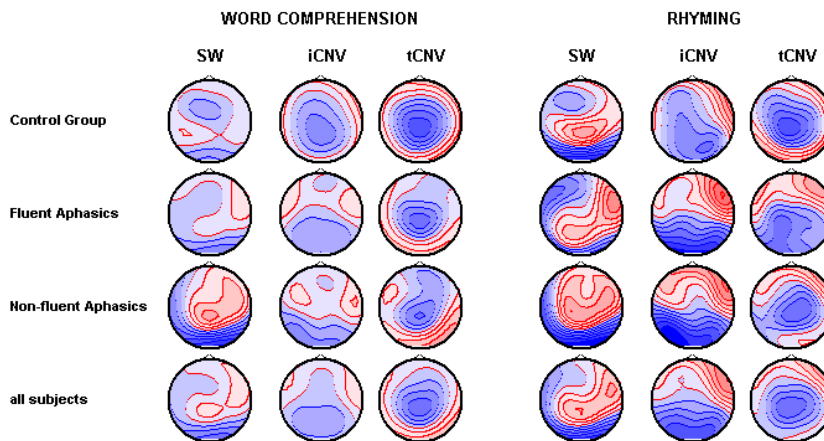 WORD COMPREHENSION RHYMING
SW iCNV tCNV SW iCNV tCNV
Control Group
Fluent Aphasics
Non-fluent Aphasics
all subjects